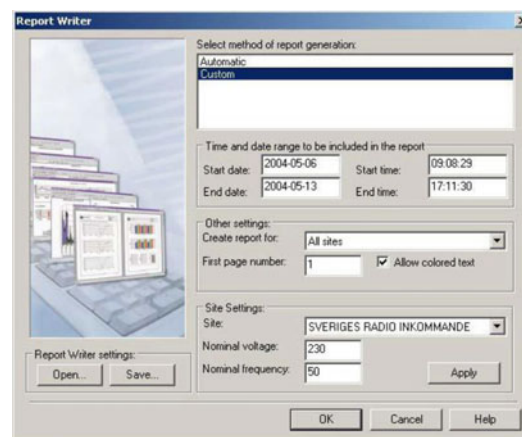 Report Writer
Select method of report generation:
Automatic
Custom
Time and date range to be included in the report
Start date: 2004-05-06 Start time: 09:08:29
End date: 2004-05-13 End time: 17:11:30
Other settings:
Create report for: All sites
First page number: 1 Allow colored text
Site Settings:
Site: SVERIGES RADIO INKOMMANDE
Nominal voltage: 230
Nominal frequency: 50
Apply
Report Writer settings:
Open... Save...
OK Cancel Help